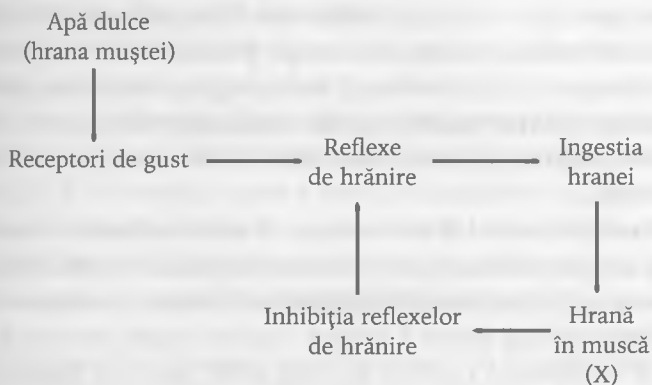 Apă dulce
(hrana muştei)
Receptori de gust
Reflexe
de hrănire
Ingestia
hranei
Inhibiţia reflexelor
de hrănire
Hrană
în muscă
(X)